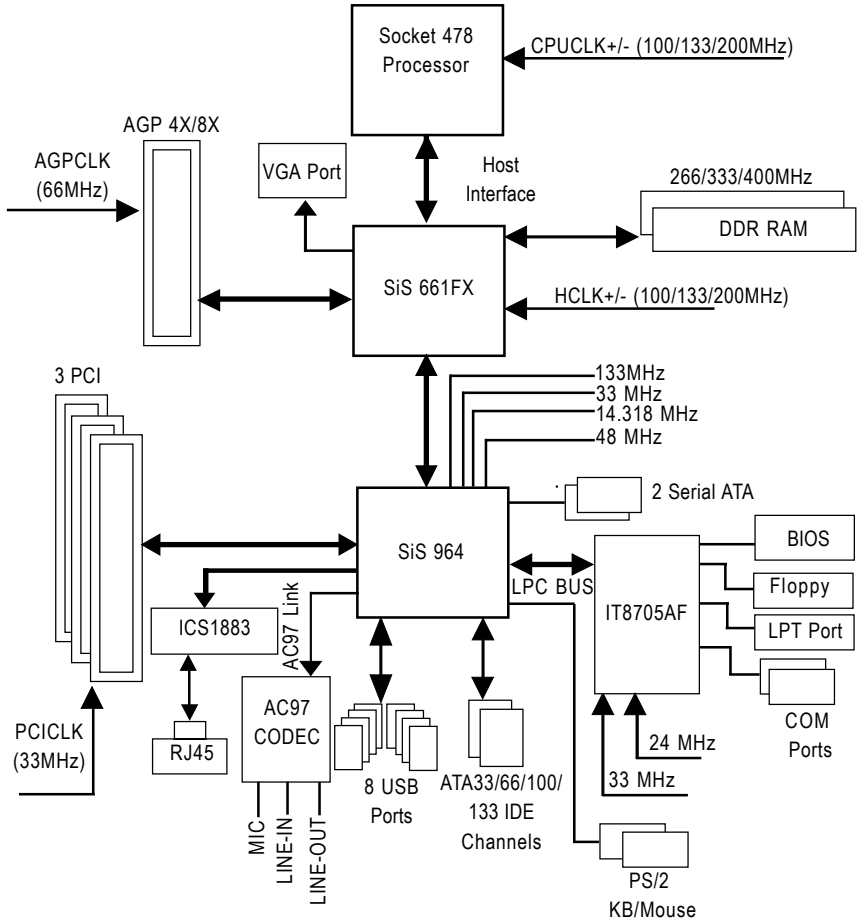 Socket 478
Processor
CPUCLK+/- (100/133/200MHz)
AGP 4X/8X
AGPCLK
(66MHz)
VGA Port
Host
Interface
266/333/400MHz
DDR RAM
SiS 661FX
HCLK+/- (100/133/200MHz)
3 PCI
133MHz
33 MHz
14.318 MHz
48 MHz
2 Serial ATA
SiS 964
BIOS
LPC BUS
Floppy
IT8705AF
ICS1883
AC97 Link
LPT Port
AC97
CODEC
COM
Ports
PCICLK
(33MHz)
RJ45
24 MHz
33 MHz
8 USB
Ports
ATA33/66/100/
133 IDE
Channels
MIC
LINE-IN
LINE-OUT
PS/2
KB/Mouse